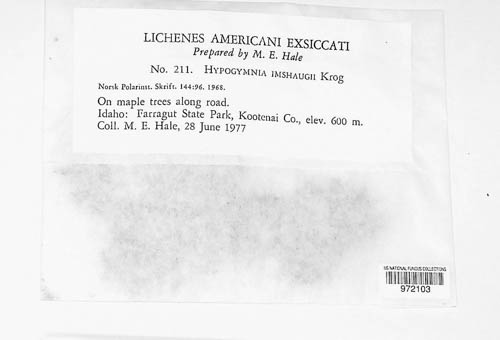 LICHENES AMERICANI EXSICCATI
Prepared by M. E. Hale
No. 211. HYPOGYMNIA IMSHAUGII Krog
Norsk Polarinst. Skrift. 144:96. 1968.
On maple trees along road.
Idaho: Farragut State Park, Kootenai Co., elev. 600 m.
Coll. M. E. Hale, 28 June 1977
US NATIONAL FUNGUS COLLECTIONS
972103